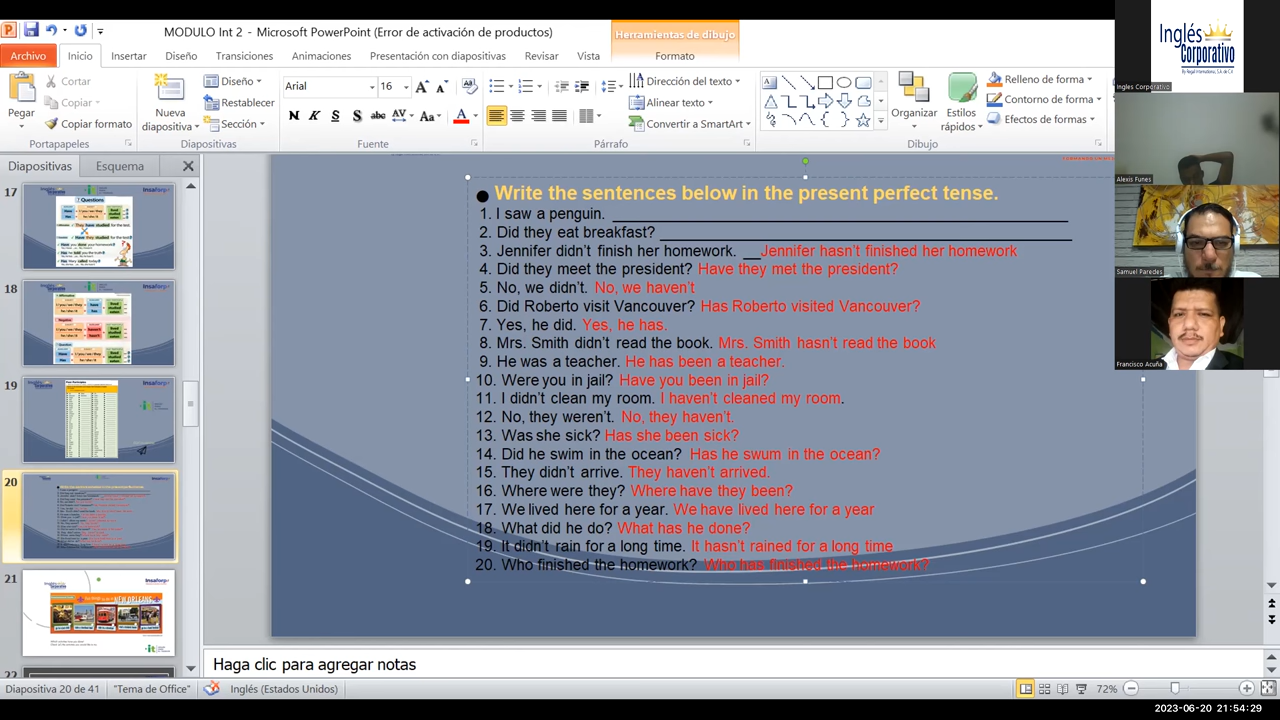 MODULO Int 2 - Microsoft PowerPoint (Error de activación de productos)
Herramientas de dibujo
Archivo Inicio Insertar Diseño Transiciones Animaciones Presentación con diapositivas Revisar Vista Formato
Pegar
Cortar
Copiar
Copiar formato
Portapapeles
Nueva diapositiva
Diseño
Restablecer
Sección
Diapositivas
Arial 16
N K S S abc AV Aa A
Fuente
Dirección del texto
Alinear texto
Convertir a SmartArt
Párrafo
Organizar
Estilos rápidos
Relleno de forma
Contorno de forma
Efectos de formas
Dibujo
Diapositivas Esquema
17
18
19
20
21
22
Write the sentences below in the present perfect tense.
1. I saw a penguin.
2. Did they eat breakfast?
3. Jennifer didn't finish her homework. Jennifer hasn't finished her homework
4. Did they meet the president? Have they met the president?
5. No, we didn't. No, we haven't
6. Did Roberto visit Vancouver? Has Roberto visited Vancouver?
7. Yes, he did. Yes, he has.
8. Mrs. Smith didn't read the book. Mrs. Smith hasn't read the book
9. He was a teacher. He has been a teacher.
10. Were you in jail? Have you been in jail?
11. I didn't clean my room. I haven't cleaned my room.
12. No, they weren't. No, they haven't.
13. Was she sick? Has she been sick?
14. Did he swim in the ocean? Has he swum in the ocean?
15. They didn't arrive. They haven't arrived.
16. Where were they? Where have they been?
17. We lived here for a year. We have lived here for a year
18. What did he do? What has he done?
19. It didn't rain for a long time. It hasn't rained for a long time
20. Who finished the homework? Who has finished the homework?
Haga clic para agregar notas
Diapositiva 20 de 41 "Tema de Office" Inglés (Estados Unidos) 72%
Inglés
Corporativo
Ingles Corporativo
Alexis Funes
Samuel Paredes
Francisco Acuña
2023-06-20 21:54:29